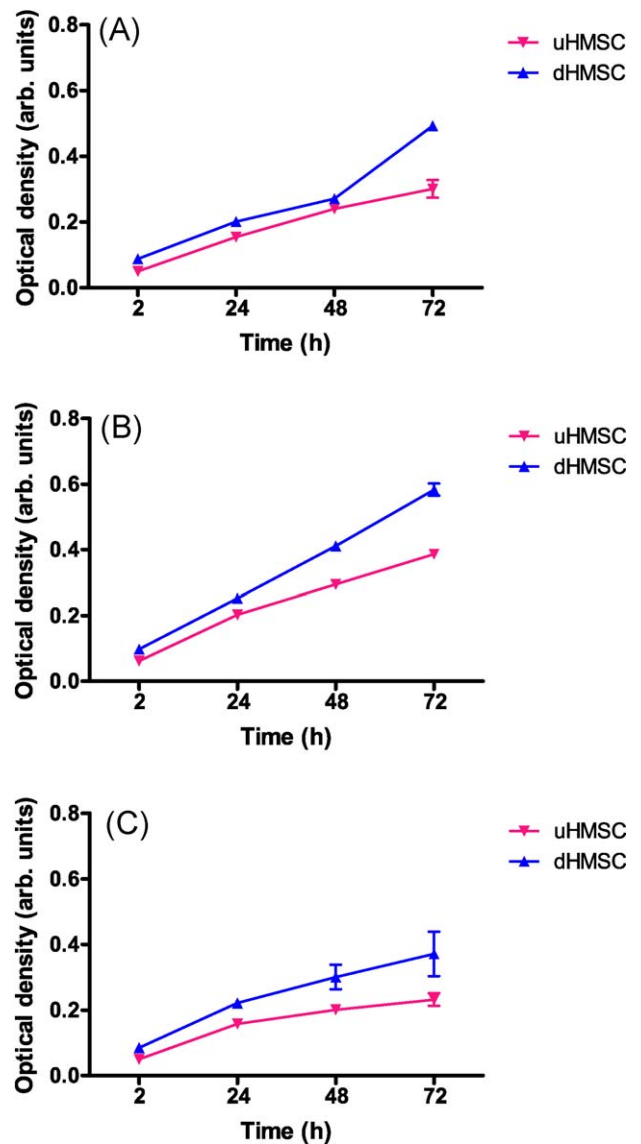 (A)
uHMSC
dHMSC
Optical density (arb. units)
0.8
0.6
0.4
0.2
0.0
2 24 48 72
Time (h)
(B)
uHMSC
dHMSC
Optical density (arb. units)
0.8
0.6
0.4
0.2
0.0
2 24 48 72
Time (h)
(C)
uHMSC
dHMSC
Optical density (arb. units)
0.8
0.6
0.4
0.2
0.0
2 24 48 72
Time (h)